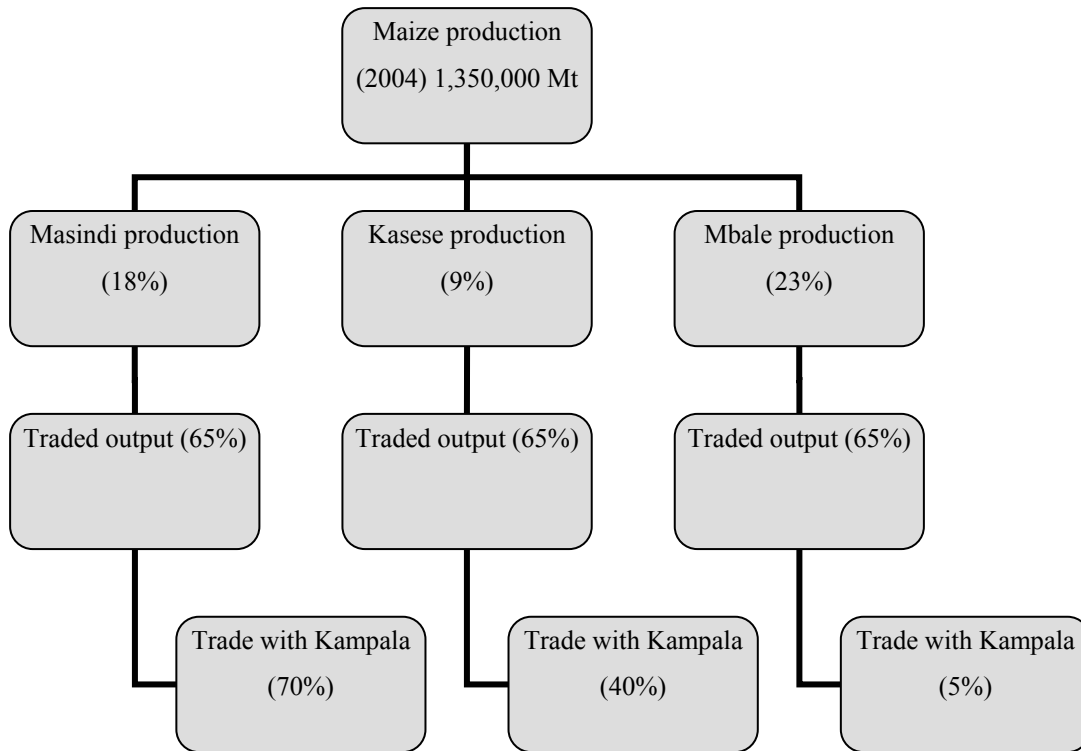 Maize production
(2004) 1,350,000 Mt
Masindi production
(18%)
Kasese production
(9%)
Mbale production
(23%)
Traded output (65%)
Traded output (65%)
Traded output (65%)
Trade with Kampala
(70%)
Trade with Kampala
(40%)
Trade with Kampala
(5%)